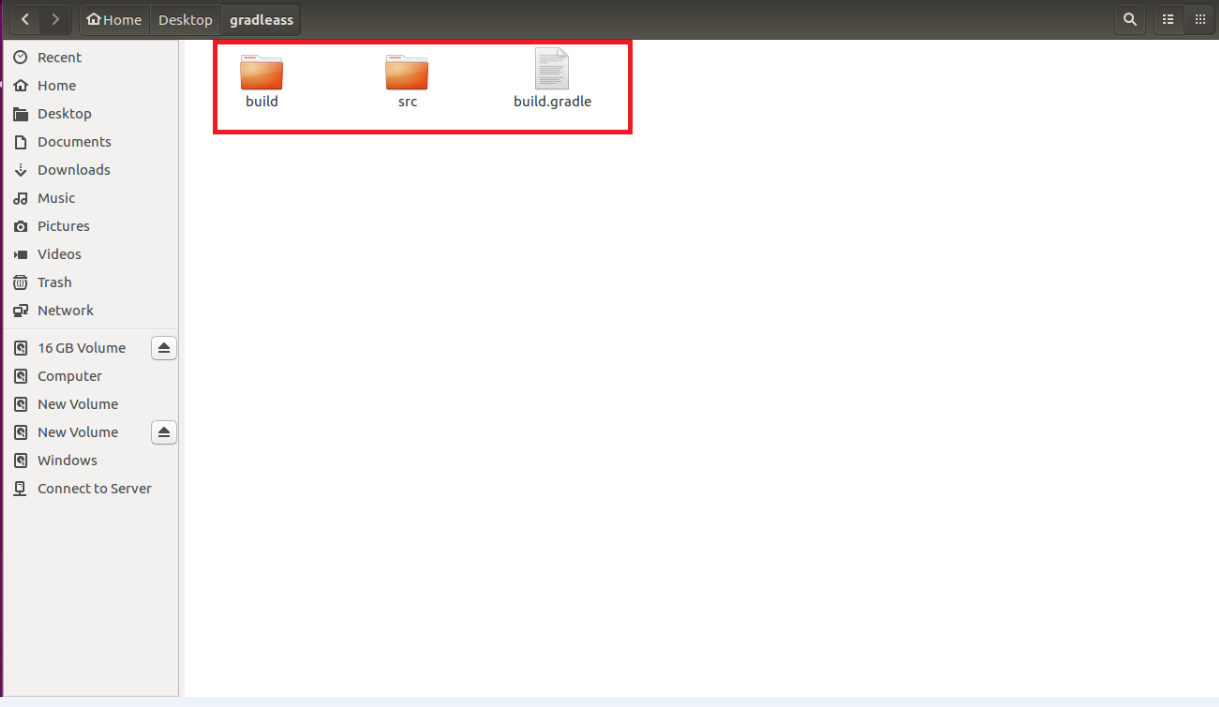 Home Desktop gradleass
Recent
Home
Desktop
Documents
Downloads
Music
Pictures
Videos
Trash
Network
16 GB Volume
Computer
New Volume
New Volume
Windows
Connect to Server
build src build.gradle